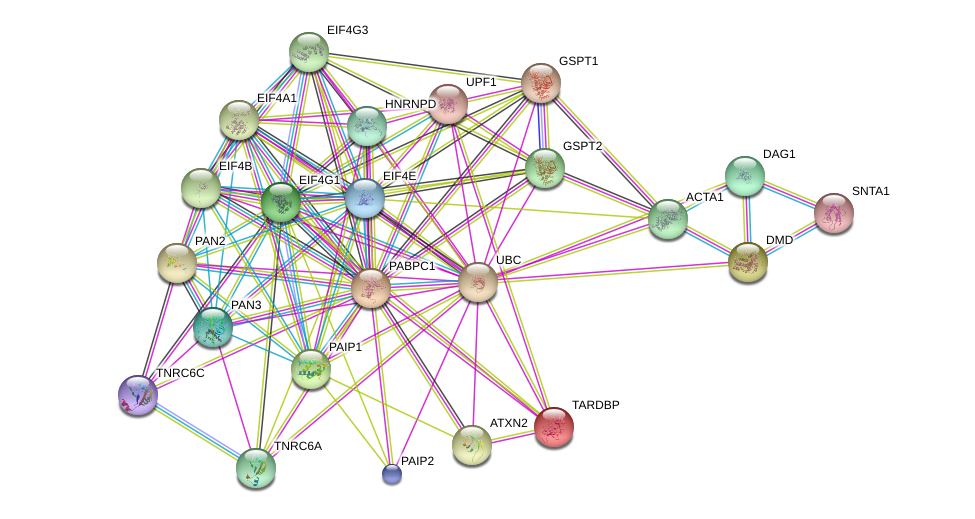 EIF4G3
GSPT1
UPF1
EIF4A1
HNRNPD
GSPT2
DAG1
EIF4B
EIF4G1
EIF4E
SNTA1
ACTA1
PAN2
DMD
PABPC1
UBC
PAN3
PAIP1
TNRC6C
TARDBP
ATXN2
TNRC6A
PAIP2